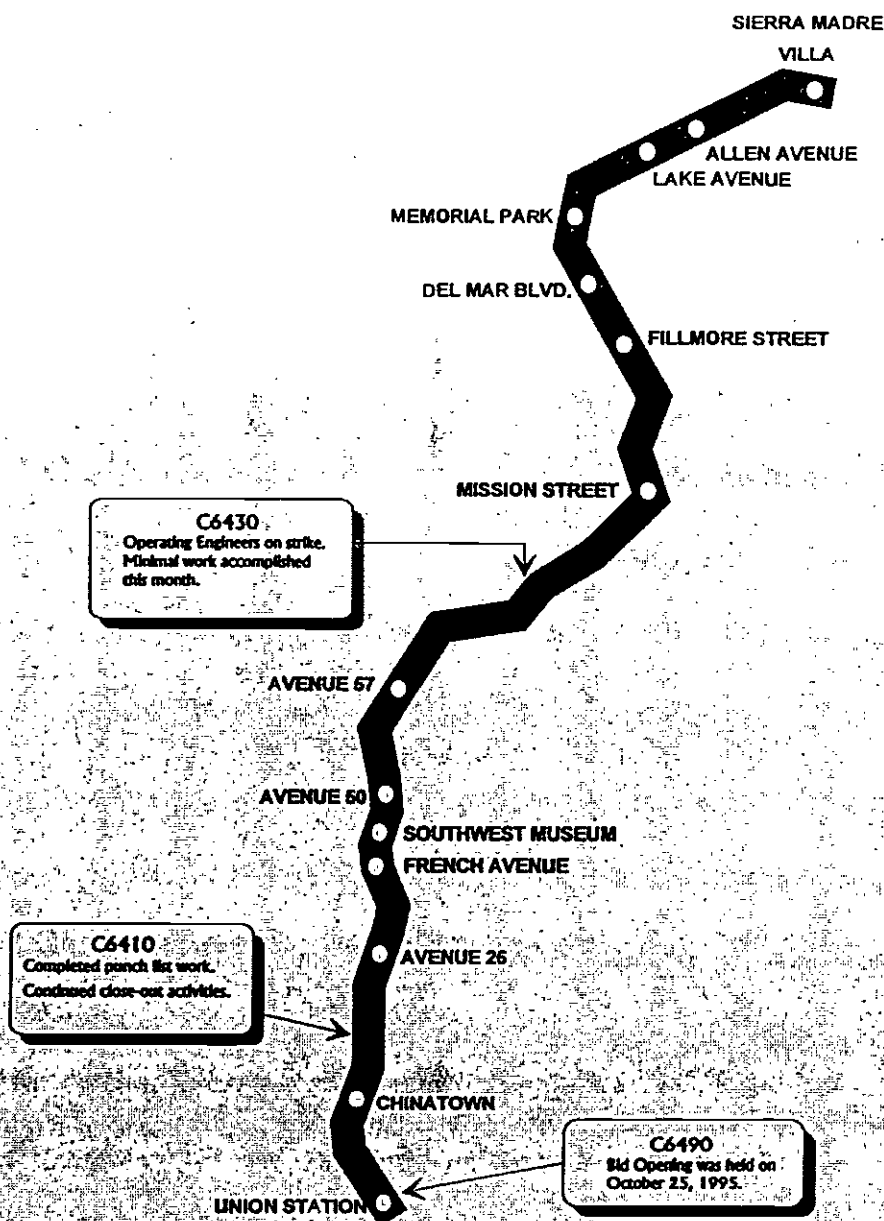 SIERRA MADRE
VILLA
ALLEN AVENUE
LAKE AVENUE
MEMORIAL PARK
DEL MAR BLVD.
FILLMORE STREET
MISSION STREET
C6430
Operating Engineers on strike.
Minimal work accomplished
this month.
AVENUE 57
AVENUE 50
SOUTHWEST MUSEUM
FRENCH AVENUE
C6410
Completed punch list work.
Continued close-out activities.
AVENUE 26
CHINATOWN
C6490
Bid Opening was held on
October 25, 1995.
UNION STATION